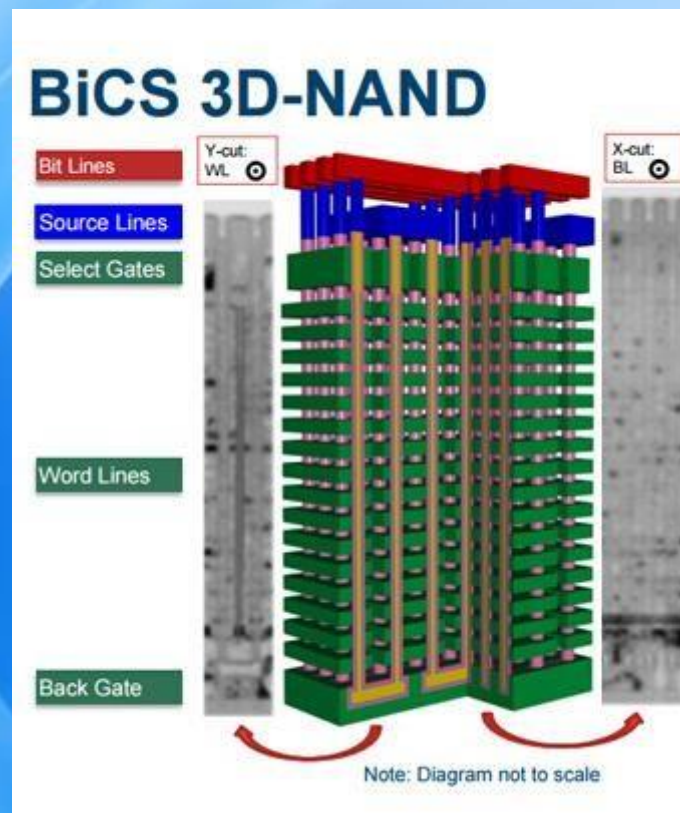 BiCS 3D-NAND
Bit Lines
Y-cut:
WL
X-cut:
BL
Source Lines
Select Gates
Word Lines
Back Gate
Note: Diagram not to scale